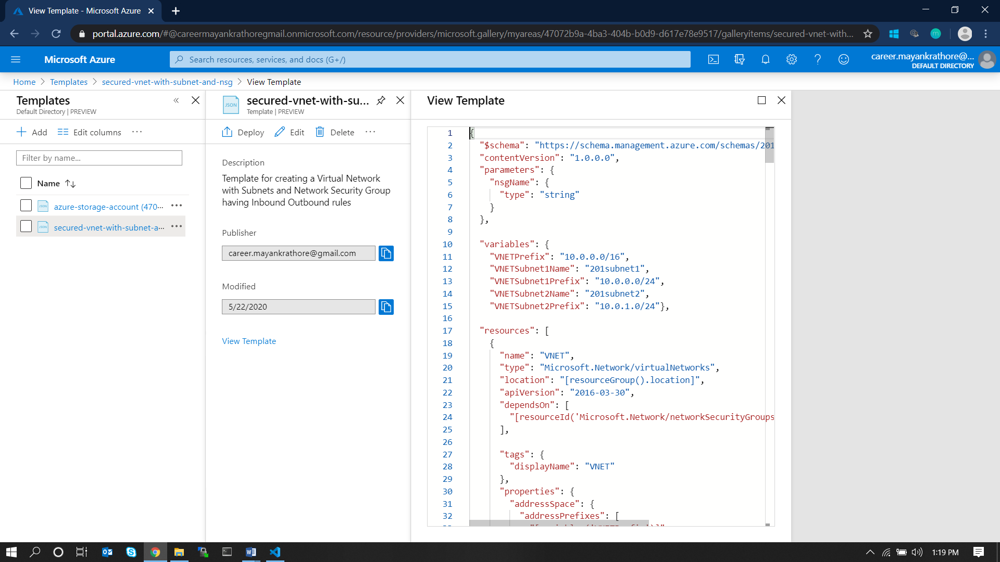 View Template - Microsoft Azure
portal.azure.com/#@careermayankrathoregmail.onmicrosoft.com/resource/providers/microsoft.gallery/myareas/47072b9a-4ba3-404b-b0d9-d617e78e9517/galleryitems/secured-vnet-with...
m
Microsoft Azure
Search resources, services, and docs (G+/)
career.mayankrathore@...
DEFAULT DIRECTORY
Home > Templates > secured-vnet-with-subnet-and-nsg > View Template
Templates
Default Directory | PREVIEW
Add
Edit columns
Filter by name...
Name
JSON
azure-storage-account (470...
JSON
secured-vnet-with-subnet-a...
JSON
secured-vnet-with-su...
Template | PREVIEW
Deploy
Edit
Delete
Description
Template for creating a Virtual Network
with Subnets and Network Security Group
having Inbound Outbound rules
Publisher
career.mayankrathore@gmail.com
Modified
5/22/2020
View Template
View Template
1 {
2 "$schema": "https://schema.management.azure.com/schemas/201
3 "contentVersion": "1.0.0.0",
4 "parameters": {
5 "nsgName": {
6 "type": "string"
7 }
8 },
9
10 "variables": {
11 "VNETPrefix": "10.0.0.0/16",
12 "VNETSubnet1Name": "201subnet1",
13 "VNETSubnet1Prefix": "10.0.0.0/24",
14 "VNETSubnet2Name": "201subnet2",
15 "VNETSubnet2Prefix": "10.0.1.0/24"},
16
17 "resources": [
18 {
19 "name": "VNET",
20 "type": "Microsoft.Network/virtualNetworks",
21 "location": "[resourceGroup().location]",
22 "apiVersion": "2016-03-30",
23 "dependsOn": [
24 "[resourceId('Microsoft.Network/networkSecurityGroups
25 ],
26
27 "tags": {
28 "displayName": "VNET"
29 },
30 "properties": {
31 "addressSpace": {
32 "addressPrefixes": [
1:19 PM